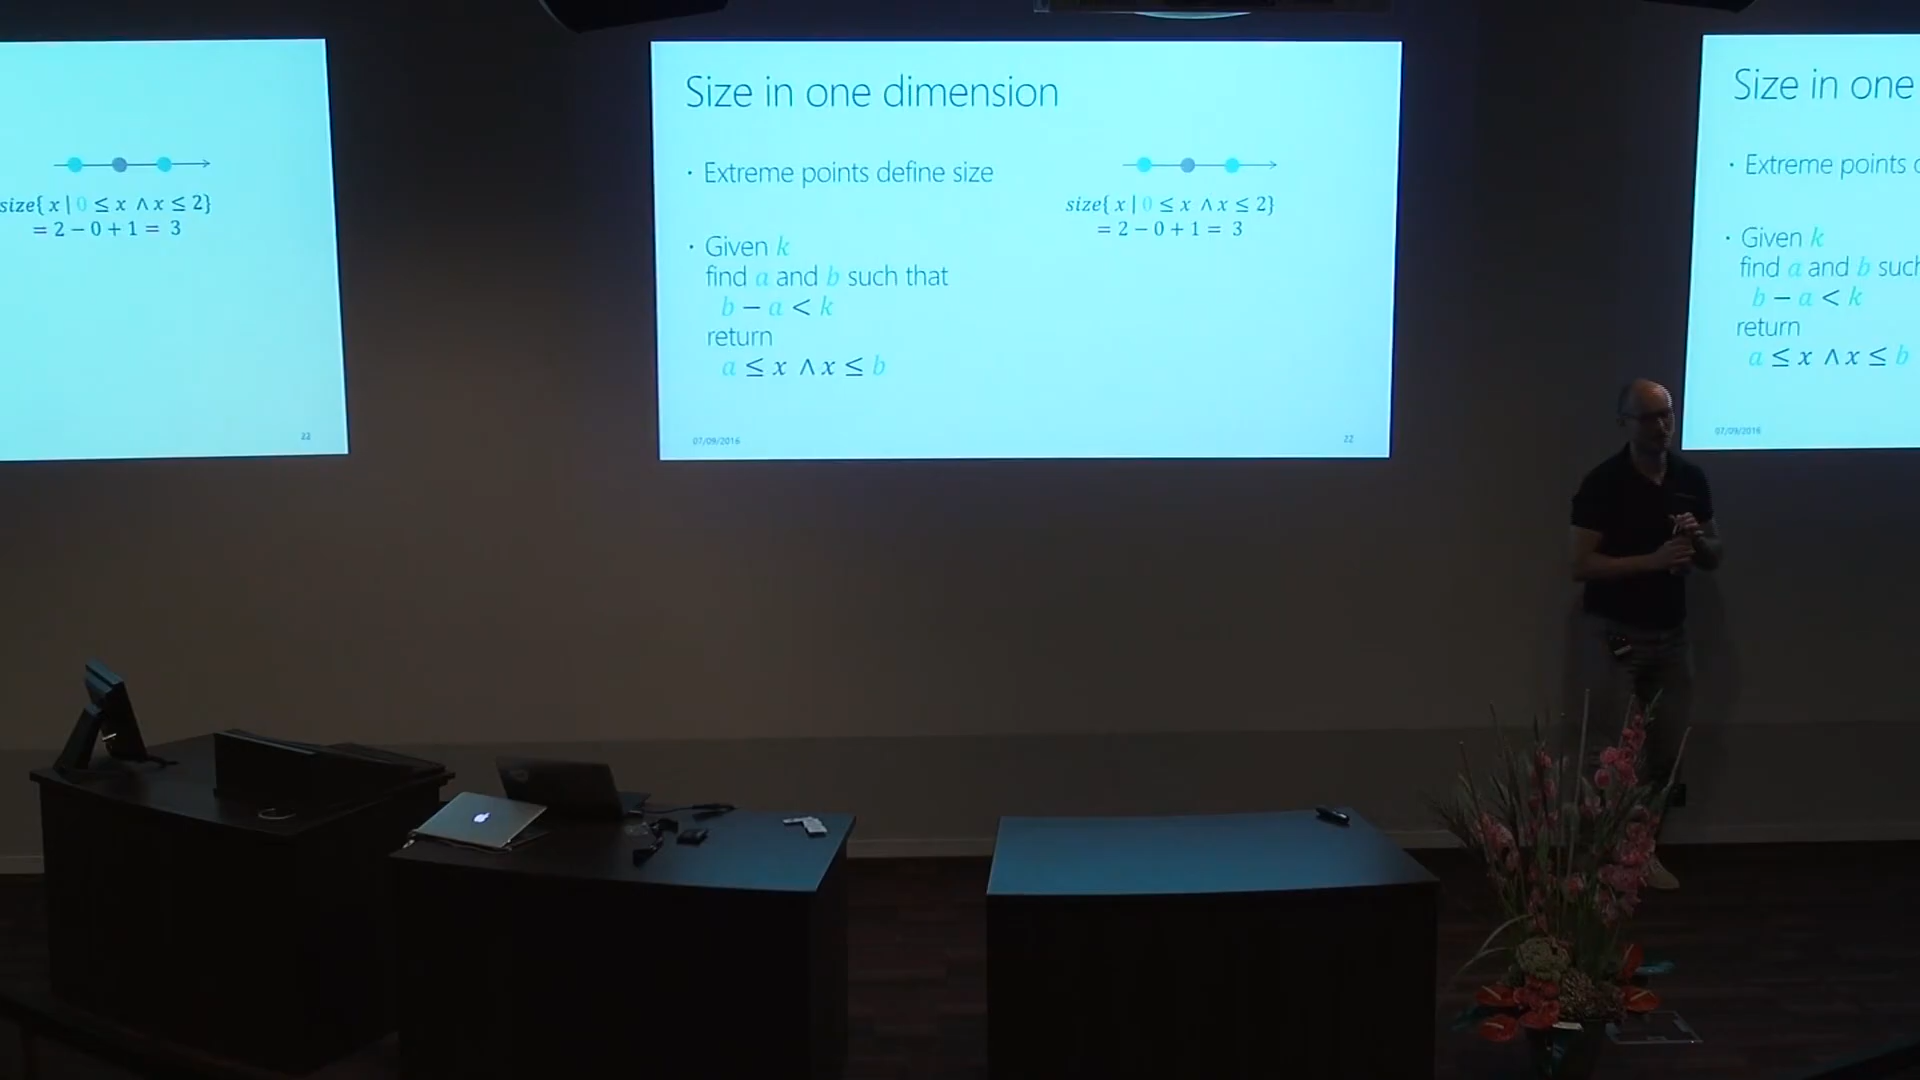 size{ x | 0 ≤ x ∧ x ≤ 2}
= 2 − 0 + 1 = 3
22
Size in one dimension
· Extreme points define size
size{ x | 0 ≤ x ∧ x ≤ 2}
= 2 − 0 + 1 = 3
· Given k
find a and b such that
b − a < k
return
a ≤ x ∧ x ≤ b
07/09/2016
22
Size in one
· Extreme points
· Given k
find a and b such
b − a < k
return
a ≤ x ∧ x ≤ b
07/09/2016